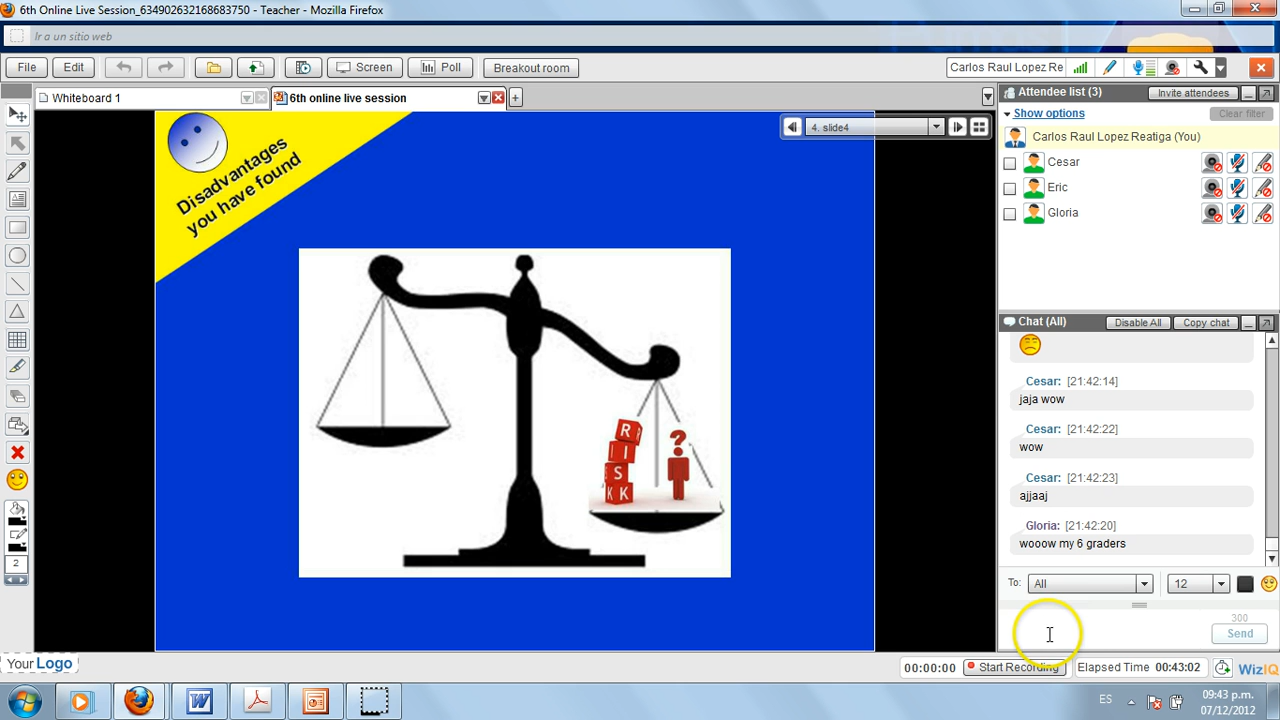 6th Online Live Session_634902632168683750 - Teacher - Mozilla Firefox
Ir a un sitio web
File Edit Screen Poll Breakout room Carlos Raul Lopez Re
Whiteboard 1 6th online live session
Attendee list (3) Invite attendees
Show options Clear filter
Carlos Raul Lopez Reatiga (You)
Cesar
Eric
Gloria
4. slide4
Disadvantages
you have found
R
I
S
K K
?
Chat (All) Disable All Copy chat
Cesar: [21:42:14]
jaja wow
Cesar: [21:42:22]
wow
Cesar: [21:42:23]
ajjaaj
Gloria: [21:42:20]
wooow my 6 graders
To: All 12
300
Send
2
Your Logo
00:00:00 Start Recording Elapsed Time 00:43:02 WizIQ
ES 09:43 p.m.
07/12/2012